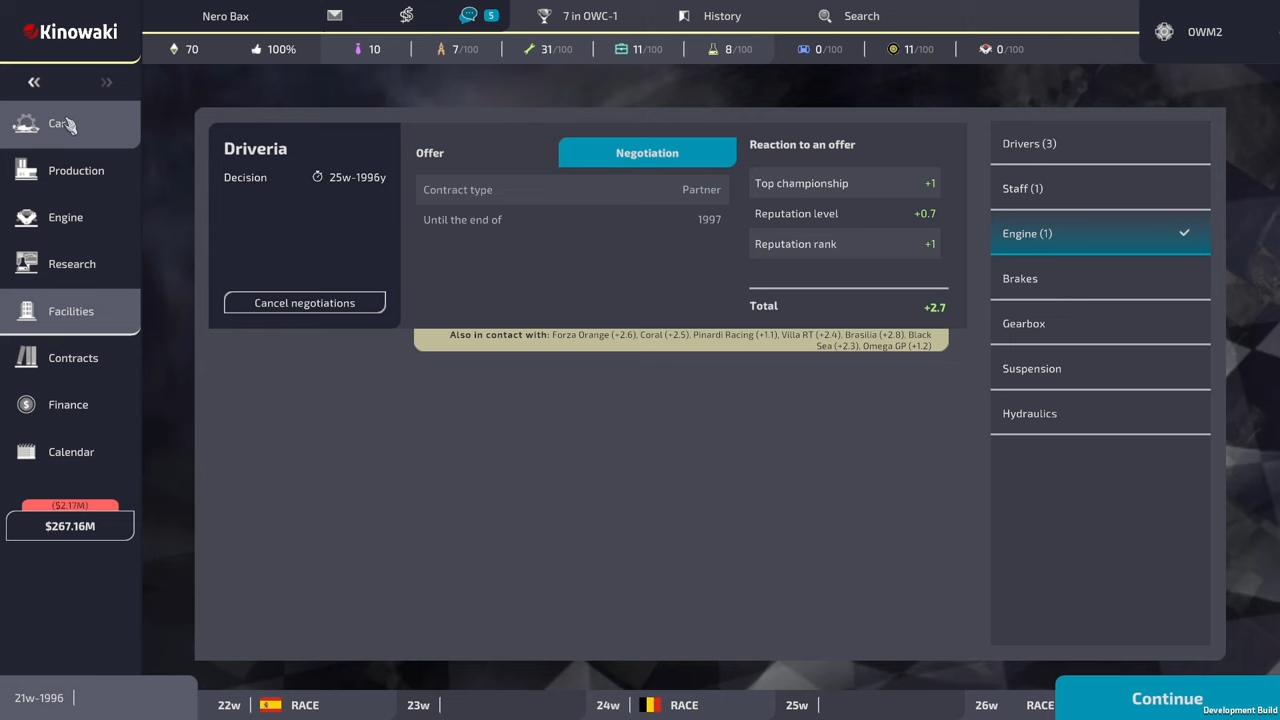 Kinowaki
Nero Bax
5
7 in OWC-1
History
Search
OWM2
70
100%
10
7/100
31/100
11/100
8/100
0/100
11/100
0/100
Production
Engine
Research
Facilities
Contracts
Finance
Calendar
($2.17M)
$267.16M
Driveria
Decision
25w-1996y
Cancel negotiations
Offer
Negotiation
Contract type
Partner
Until the end of
1997
Reaction to an offer
Top championship +1
Reputation level +0.7
Reputation rank +1
Total +2.7
Also in contact with: Forza Orange (+2.6), Coral (+2.5), Pinardi Racing (+1.1), Villa RT (+2.4), Brasilia (+2.8), Black
Sea (+2.3), Omega GP (+1.2)
Drivers (3)
Staff (1)
Engine (1)
Brakes
Gearbox
Suspension
Hydraulics
21w-1996
22w
RACE
23w
24w
RACE
25w
26w
RACE
Continue
Development Build